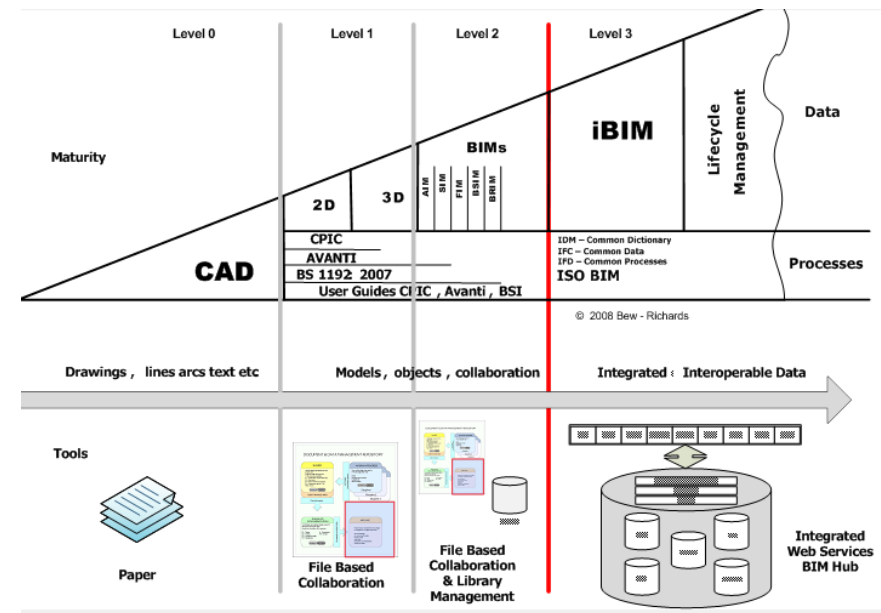 Level 0
Level 1
Level 2
Level 3
Maturity
2D
3D
BIMs
AIM
SIM
FIM
BSIM
BRIM
iBIM
Lifecycle
Management
Data
CAD
CPIC
AVANTI
BS 1192 2007
User Guides CPIC , Avanti , BSI
IDM – Common Dictionary
IFC – Common Data
IFD – Common Processes
ISO BIM
Processes
© 2008 Bew - Richards
Drawings , lines arcs text etc
Models , objects , collaboration
Integrated , Interoperable Data
Tools
Paper
File Based
Collaboration
File Based
Collaboration
& Library
Management
Integrated
Web Services
BIM Hub